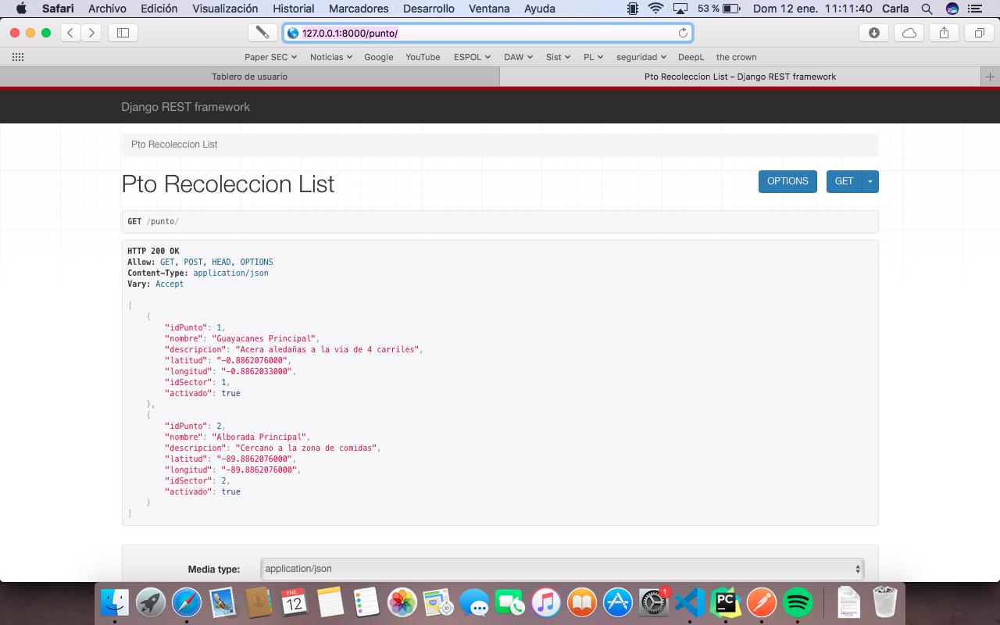 Safari Archivo Edición Visualización Historial Marcadores Desarrollo Ventana Ayuda 53 % Dom 12 ene. 11:11:40 Carla
127.0.0.1:8000/punto/
Paper SEC Noticias Google YouTube ESPOL DAW Sist PL seguridad DeepL the crown
Tablero de usuario Pto Recoleccion List – Django REST framework
Django REST framework
Pto Recoleccion List
Pto Recoleccion List OPTIONS GET
GET /punto/
HTTP 200 OK
Allow: GET, POST, HEAD, OPTIONS
Content-Type: application/json
Vary: Accept
[
{
"idPunto": 1,
"nombre": "Guayacanes Principal",
"descripcion": "Acera aledañas a la vía de 4 carriles",
"latitud": "-0.8862076000",
"longitud": "-0.8862033000",
"idSector": 1,
"activado": true
},
{
"idPunto": 2,
"nombre": "Alborada Principal",
"descripcion": "Cercano a la zona de comidas",
"latitud": "-89.8862076000",
"longitud": "-89.8862076000",
"idSector": 2,
"activado": true
}
]
Media type: application/json
ENE.
12
1
PC